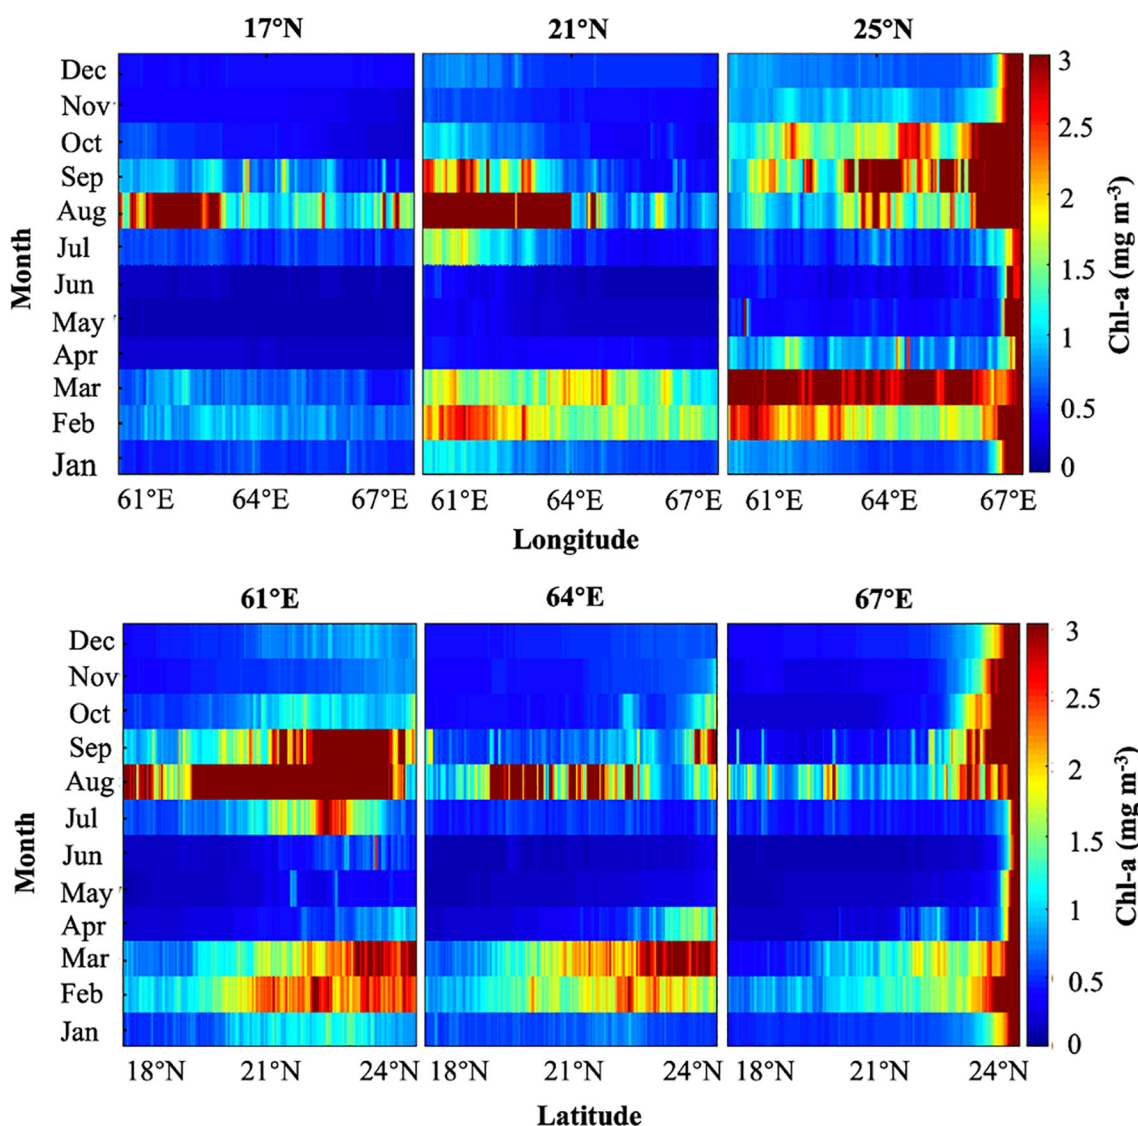 17°N 21°N 25°N
Dec
Nov
Oct
Sep
Aug
Jul
Jun
May
Apr
Mar
Feb
Jan
Month
3
2.5
2
1.5
1
0.5
0
Chl-a (mg m-3)
61°E 64°E 67°E 61°E 64°E 67°E 61°E 64°E 67°E
Longitude
61°E 64°E 67°E
Dec
Nov
Oct
Sep
Aug
Jul
Jun
May
Apr
Mar
Feb
Jan
Month
3
2.5
2
1.5
1
0.5
0
Chl-a (mg m-3)
18°N 21°N 24°N 18°N 21°N 24°N 18°N 21°N 24°N
Latitude